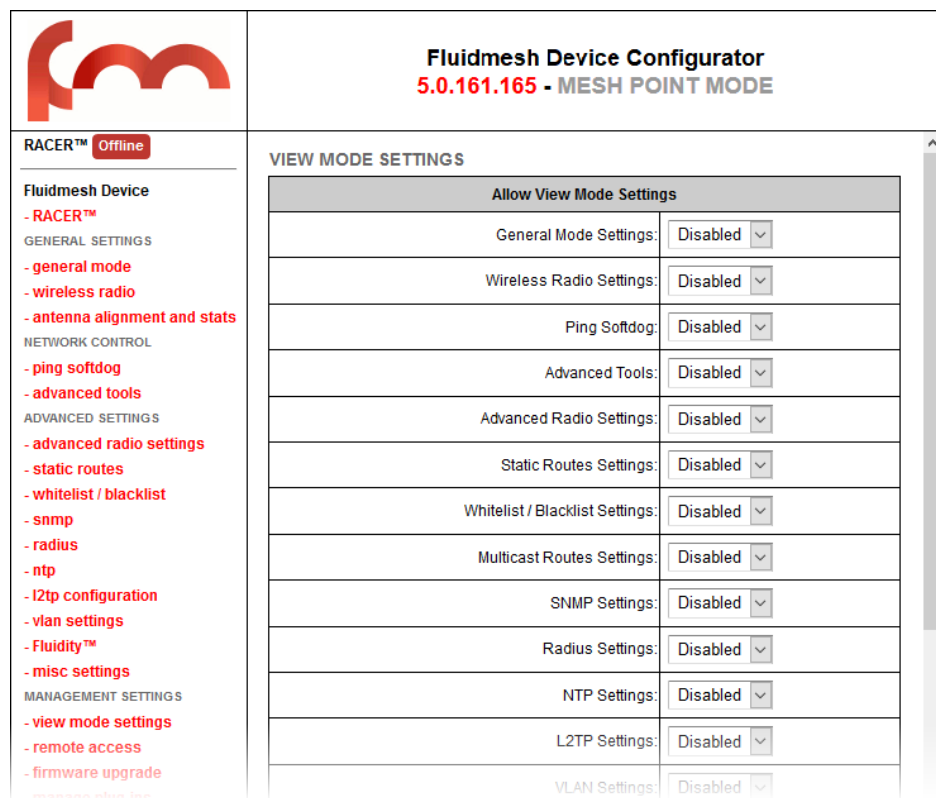 fm
Fluidmesh Device Configurator
5.0.161.165 - MESH POINT MODE
RACER™ Offline
Fluidmesh Device
- RACER™
GENERAL SETTINGS
- general mode
- wireless radio
- antenna alignment and stats
NETWORK CONTROL
- ping softdog
- advanced tools
ADVANCED SETTINGS
- advanced radio settings
- static routes
- whitelist / blacklist
- snmp
- radius
- ntp
- l2tp configuration
- vlan settings
- Fluidity™
- misc settings
MANAGEMENT SETTINGS
- view mode settings
- remote access
- firmware upgrade
VIEW MODE SETTINGS
Allow View Mode Settings
General Mode Settings: Disabled
Wireless Radio Settings: Disabled
Ping Softdog: Disabled
Advanced Tools: Disabled
Advanced Radio Settings: Disabled
Static Routes Settings: Disabled
Whitelist / Blacklist Settings: Disabled
Multicast Routes Settings: Disabled
SNMP Settings: Disabled
Radius Settings: Disabled
NTP Settings: Disabled
L2TP Settings: Disabled
VLAN Settings: Disabled